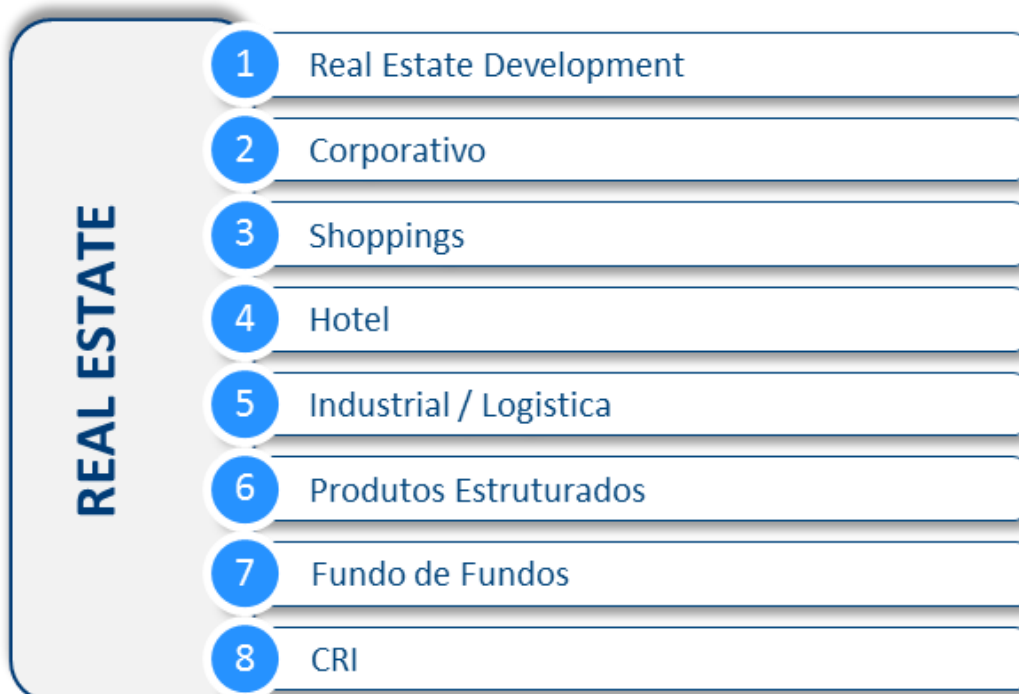 REAL ESTATE
1 Real Estate Development
2 Corporativo
3 Shoppings
4 Hotel
5 Industrial / Logistica
6 Produtos Estruturados
7 Fundo de Fundos
8 CRI